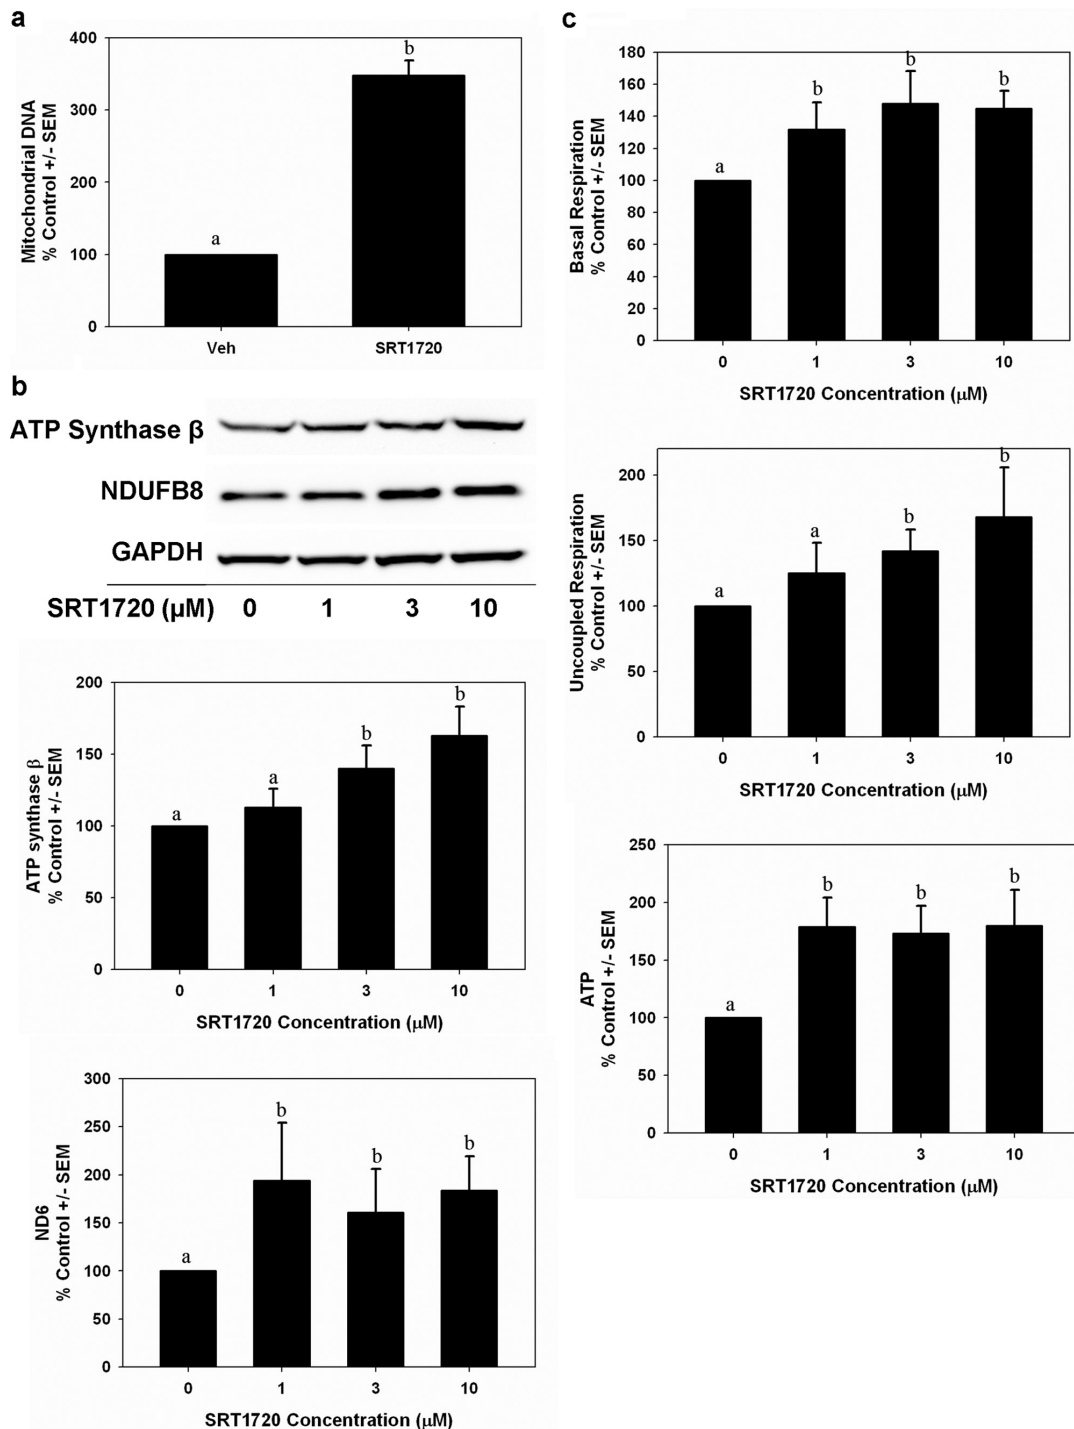 a
Mitochondrial DNA
% Control +/- SEM
400
300
200
100
0
a
b
Veh SRT1720
b
ATP Synthase β
NDUFB8
GAPDH
SRT1720 (µM) 0 1 3 10
ATP synthase β
% Control +/- SEM
200
150
100
50
0
a a b b
0 1 3 10
SRT1720 Concentration (µM)
ND6
% Control +/- SEM
300
250
200
150
100
50
0
a b b b
0 1 3 10
SRT1720 Concentration (µM)
c
Basal Respiration
% Control +/- SEM
180
160
140
120
100
80
60
40
20
0
a b b b
0 1 3 10
SRT1720 Concentration (µM)
Uncoupled Respiration
% Control +/- SEM
200
150
100
50
0
a a b b
0 1 3 10
SRT1720 Concentration (µM)
ATP
% Control +/- SEM
250
200
150
100
50
0
a b b b
0 1 3 10
SRT1720 Concentration (µM)